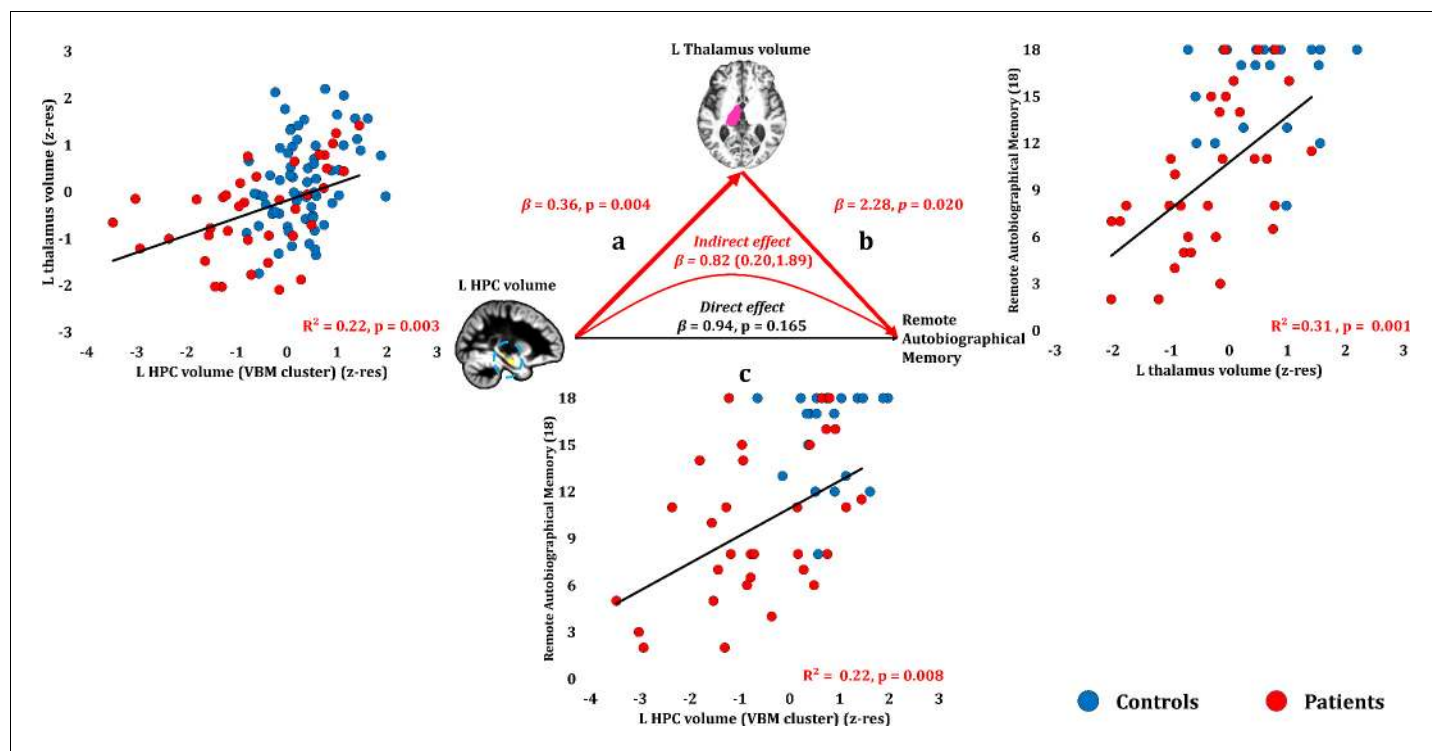 L Thalamus volume
3
2
1
0
-1
-2
-3
L thalamus volume (z-res)
R² = 0.22, p = 0.003
-4 -3 -2 -1 0 1 2 3
L HPC volume (VBM cluster) (z-res)
β = 0.36, p = 0.004
a
β = 2.28, p = 0.020
b
Indirect effect
β = 0.82 (0.20,1.89)
L HPC volume
Direct effect
β = 0.94, p = 0.165
Remote
Autobiographical
Memory
c
18
15
12
9
6
3
0
Remote Autobiographical Memory (18)
R² =0.31 , p = 0.001
-3 -2 -1 0 1 2 3
L thalamus volume (z-res)
18
15
12
9
6
3
0
Remote Autobiographical Memory (18)
R² = 0.22, p = 0.008
-4 -3 -2 -1 0 1 2 3
L HPC volume (VBM cluster) (z-res)
Controls
Patients